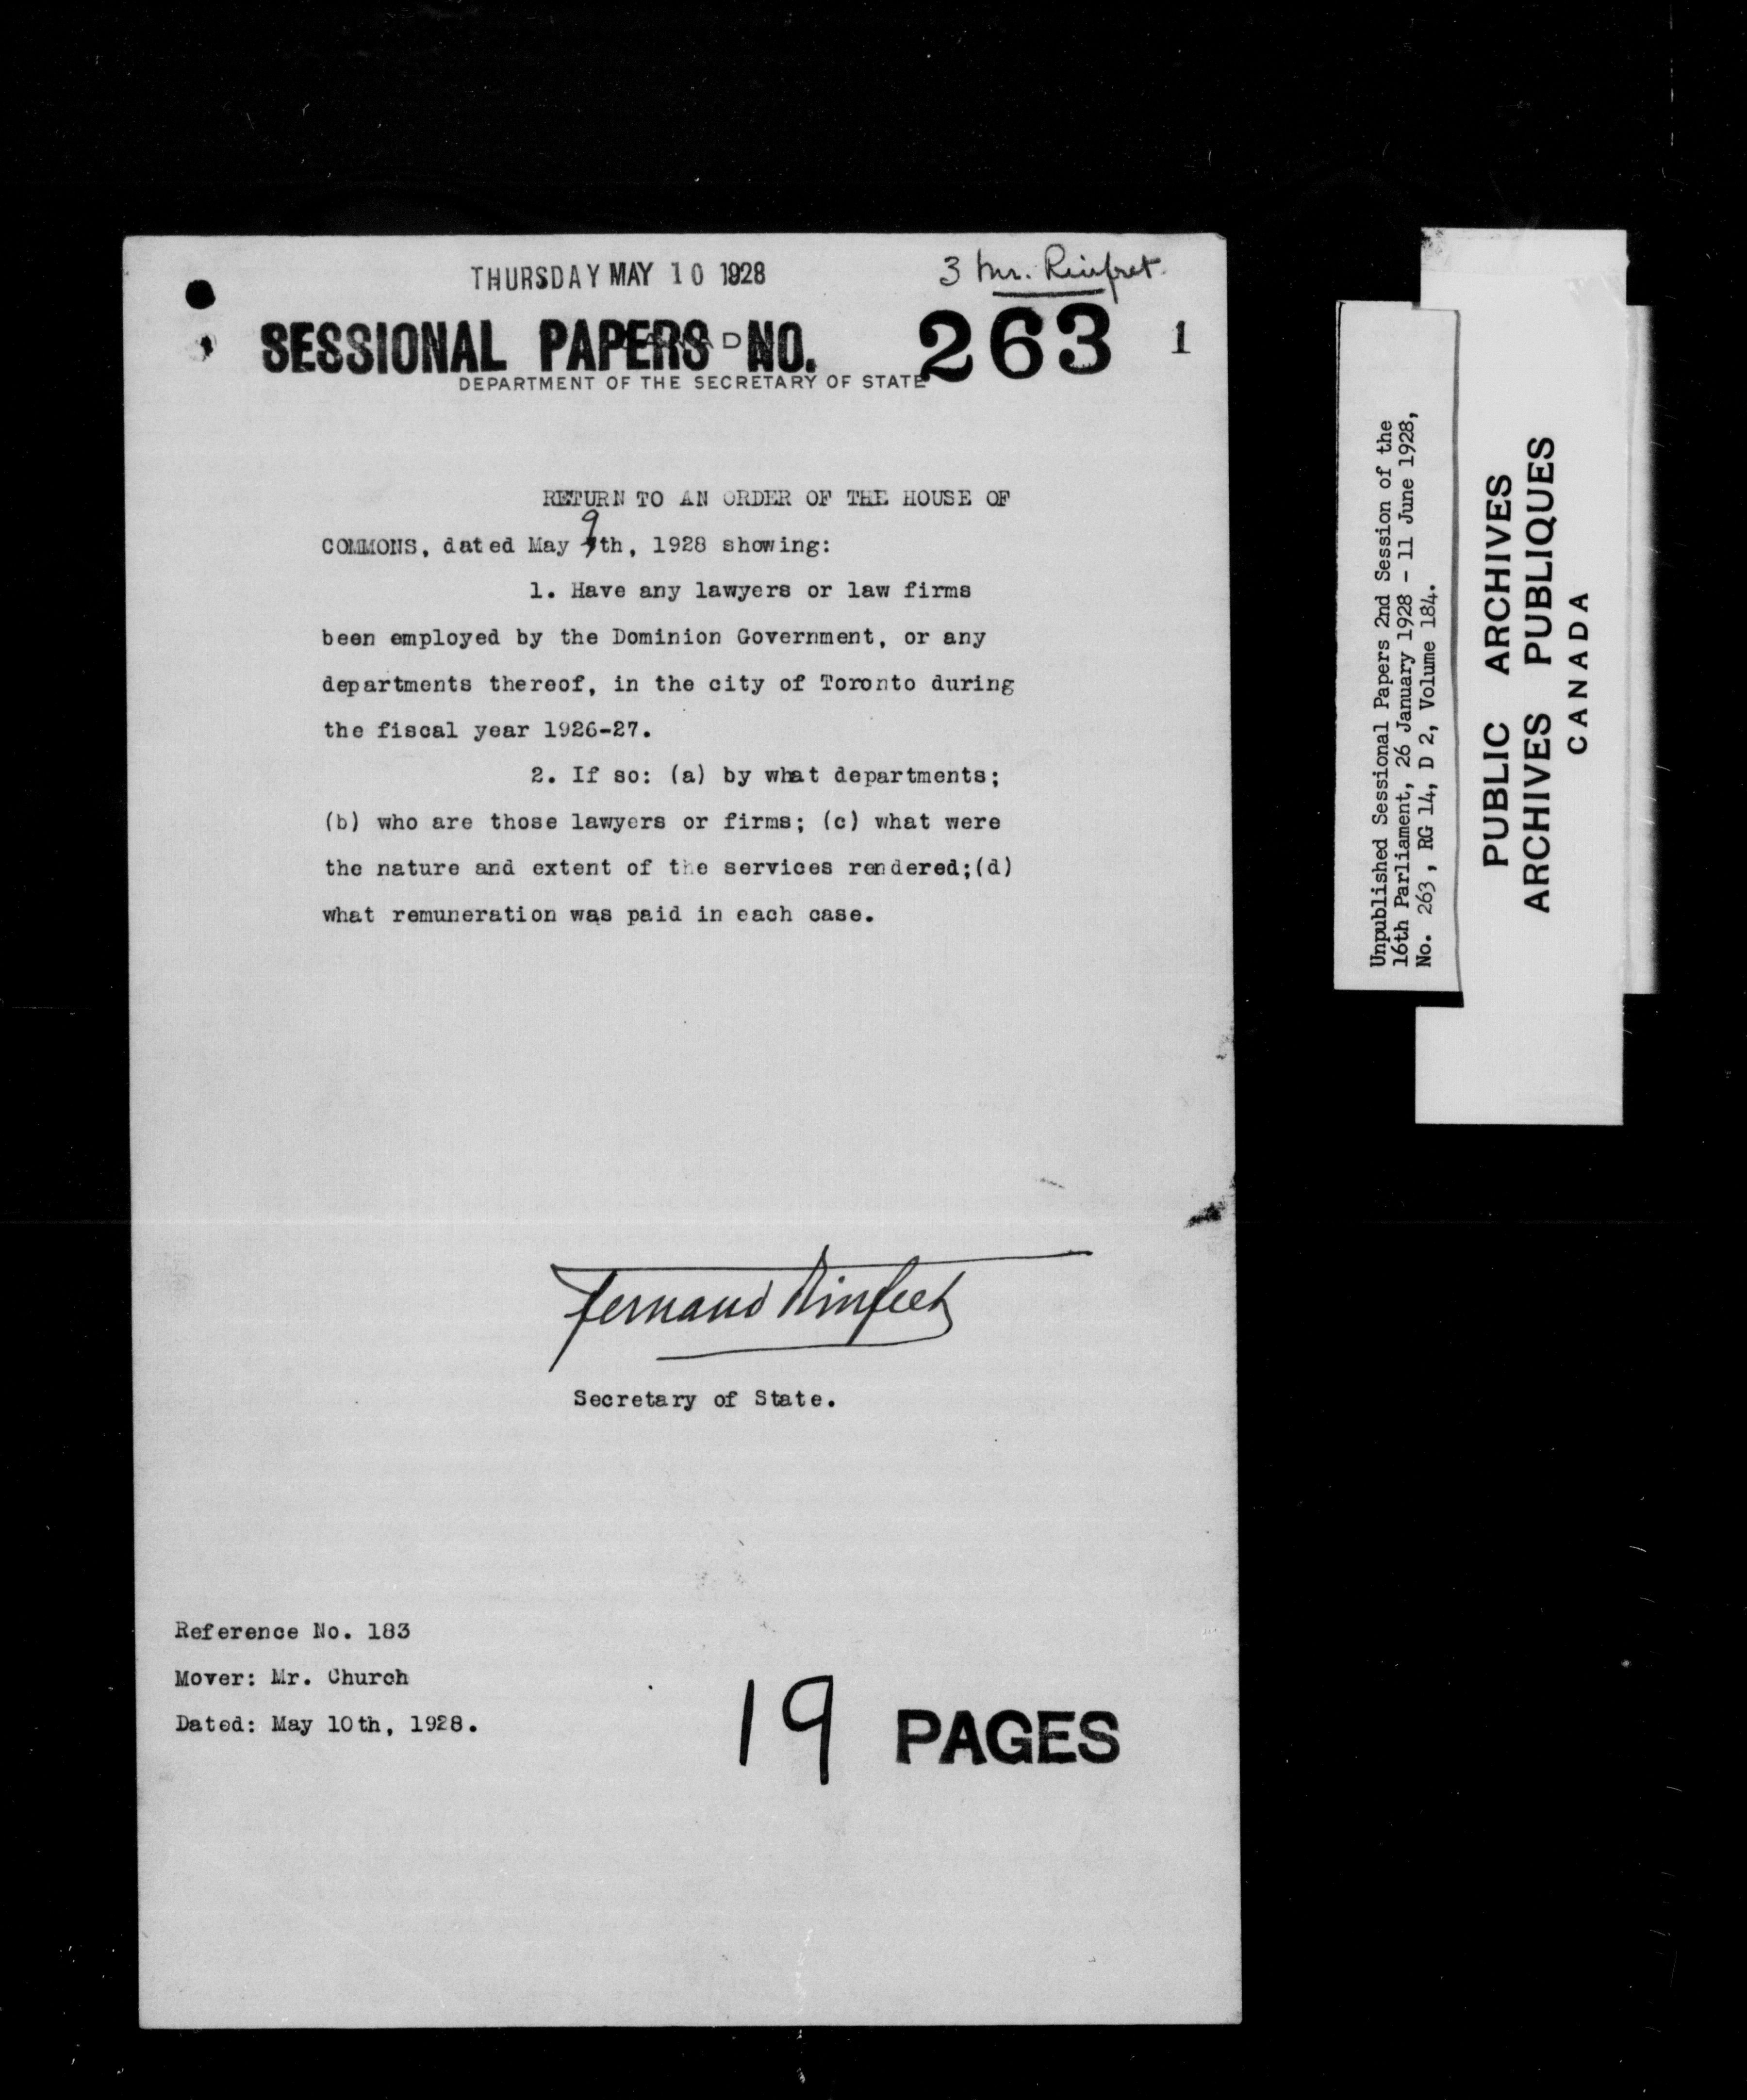 THURSDAY MAY 10 1928
3 Mr. Rinfret
SESSIONAL PAPERS NO. 263
1
DEPARTMENT OF THE SECRETARY OF STATE
RETURN TO AN ORDER OF THE HOUSE OF
COMMONS, dated May 9th, 1928 showing:
1. Have any lawyers or law firms
been employed by the Dominion Government, or any
departments thereof, in the city of Toronto during
the fiscal year 1926-27.
2. If so: (a) by what departments;
(b) who are those lawyers or firms; (c) what were
the nature and extent of the services rendered;(d)
what remuneration was paid in each case.
Fernand Rinfret
Secretary of State.
Reference No. 183
Mover: Mr. Church
Dated: May 10th, 1928.
19 PAGES
Unpublished Sessional Papers 2nd Session of the
16th Parliament, 26 January 1928 - 11 June 1928,
No. 263, RG 14, D 2, Volume 184.
PUBLIC ARCHIVES
ARCHIVES PUBLIQUES
CANADA